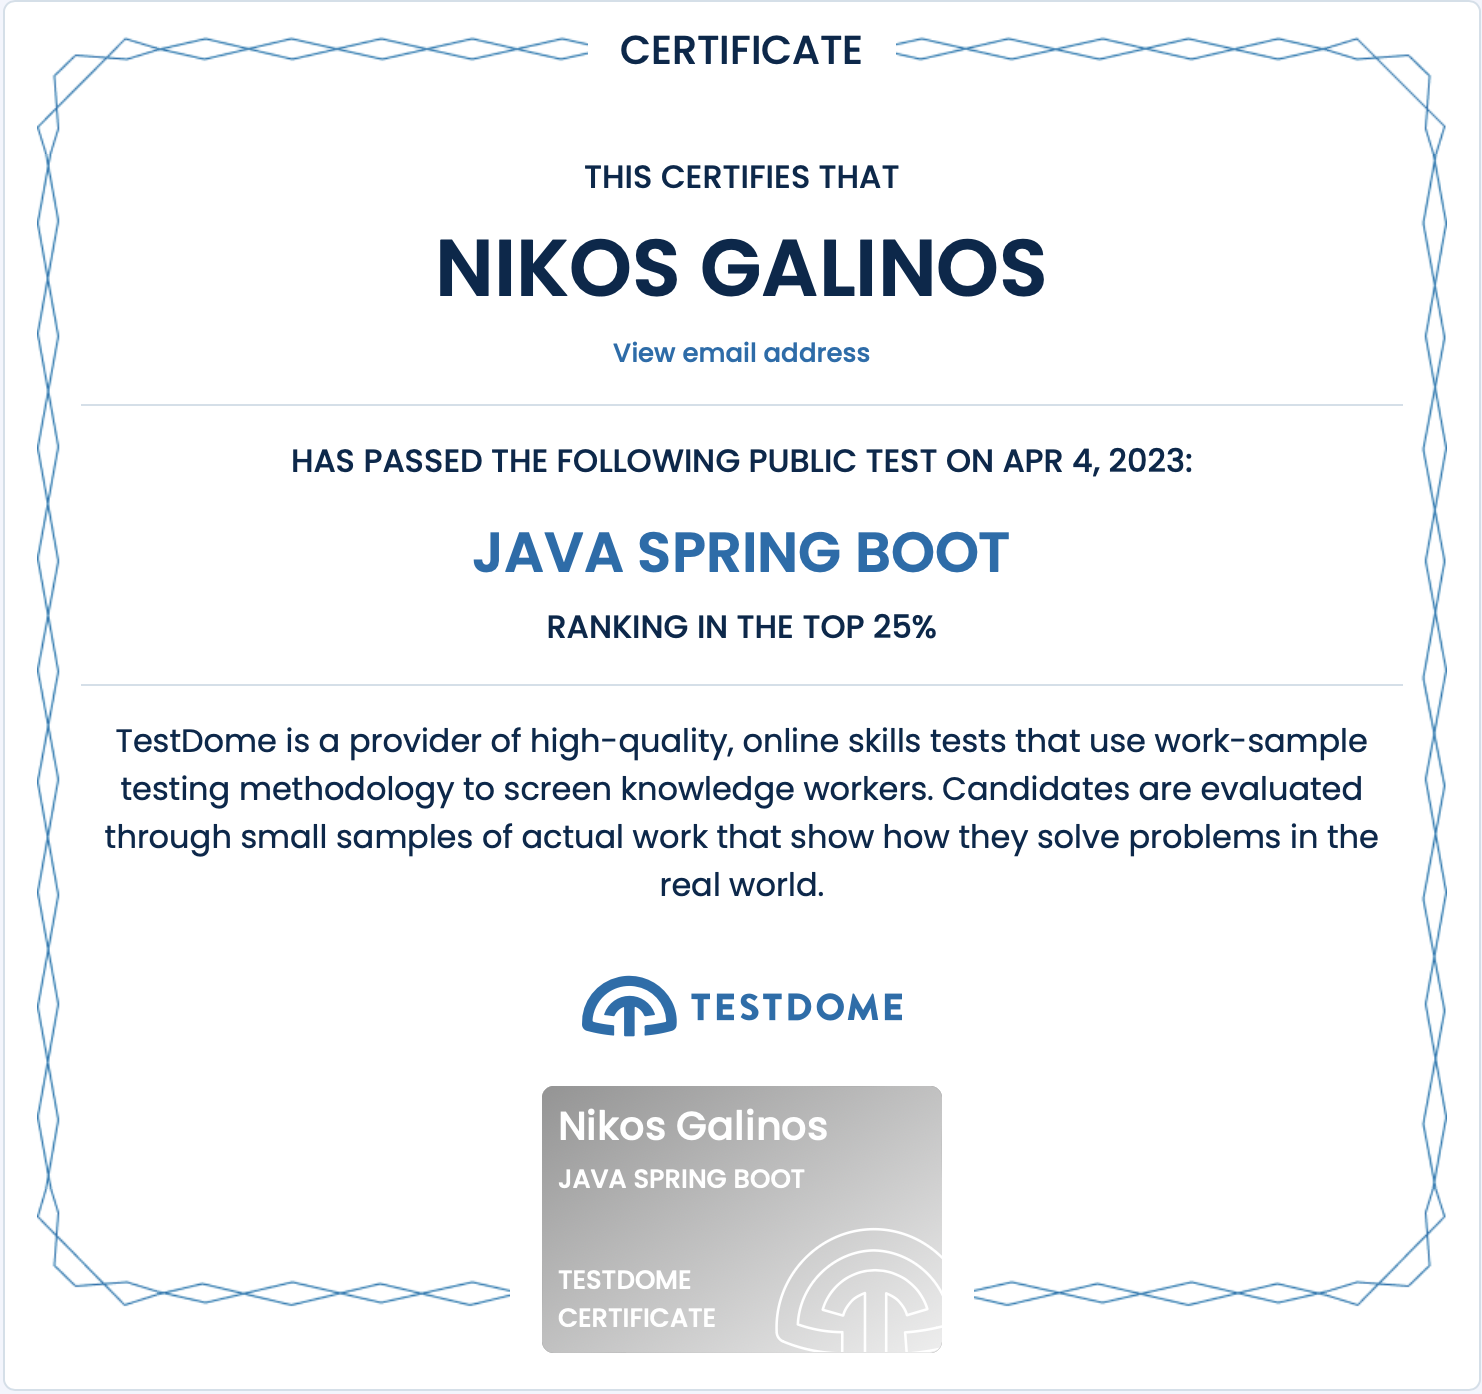 CERTIFICATE
THIS CERTIFIES THAT
NIKOS GALINOS
View email address
HAS PASSED THE FOLLOWING PUBLIC TEST ON APR 4, 2023:
JAVA SPRING BOOT
RANKING IN THE TOP 25%
TestDome is a provider of high-quality, online skills tests that use work-sample
testing methodology to screen knowledge workers. Candidates are evaluated
through small samples of actual work that show how they solve problems in the
real world.
TESTDOME
Nikos Galinos
JAVA SPRING BOOT
TESTDOME
CERTIFICATE